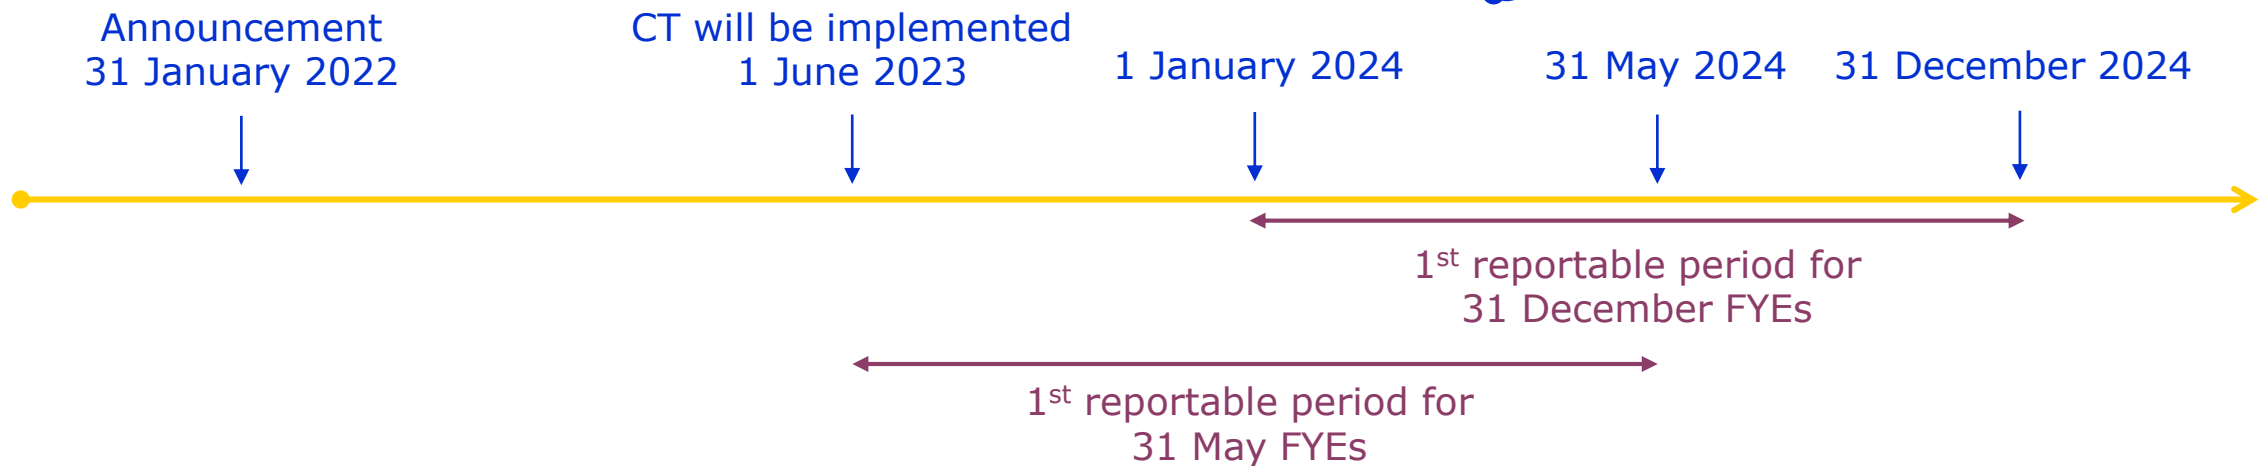 Announcement
31 January 2022
CT will be implemented
1 June 2023
1 January 2024
31 May 2024
31 December 2024
1st reportable period for
31 December FYEs
1st reportable period for
31 May FYEs